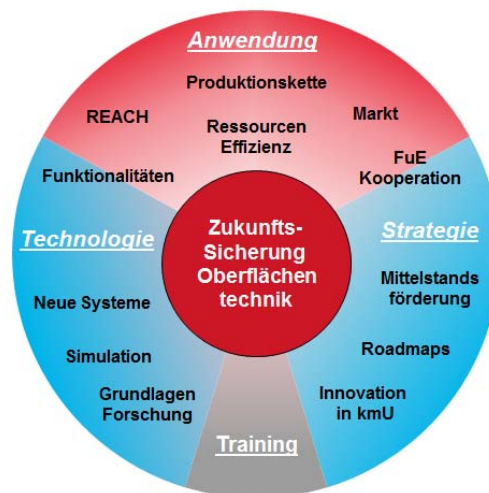 Anwendung
Produktionskette
REACH
Markt
Ressourcen
Effizienz
FuE
Kooperation
Funktionalitäten
Zukunfts-
Sicherung
Oberflächen
technik
Technologie
Strategie
Neue Systeme
Mittelstands
förderung
Simulation
Roadmaps
Grundlagen
Forschung
Innovation
in kmU
Training